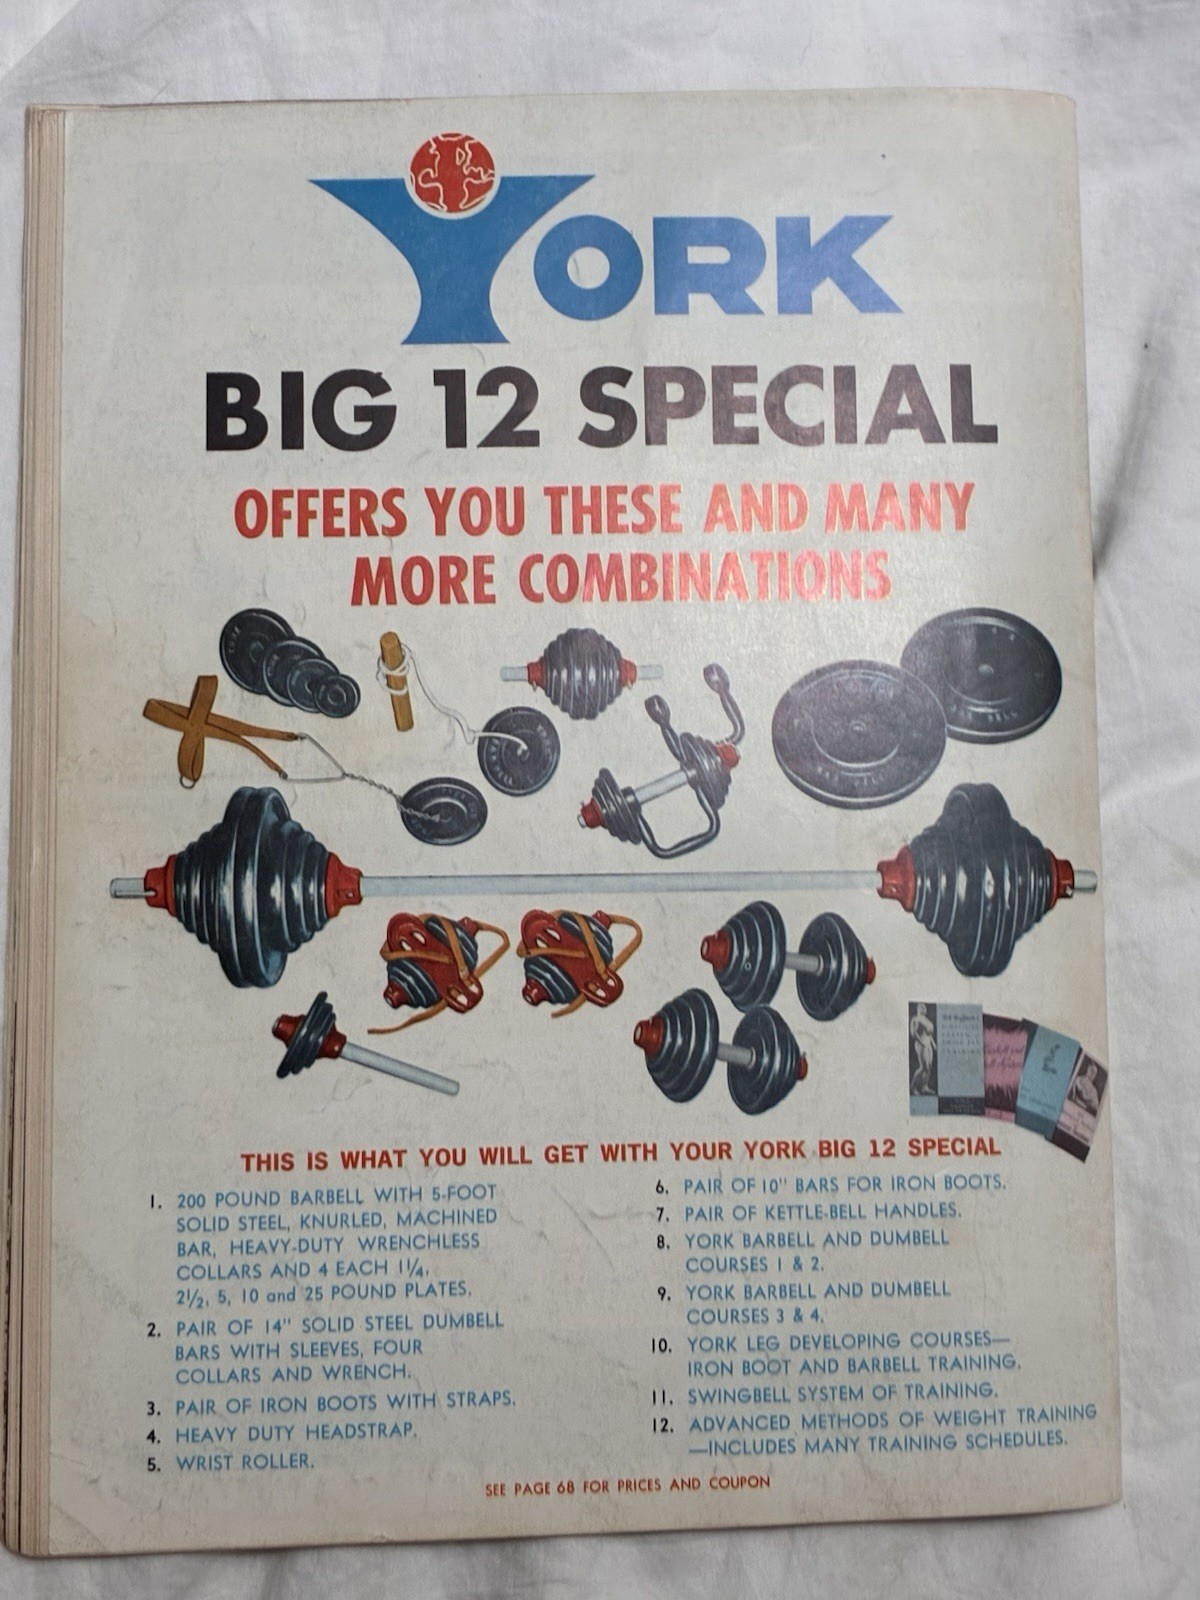 YORK
BIG 12 SPECIAL
OFFERS YOU THESE AND MANY
MORE COMBINATIONS
THIS IS WHAT YOU WILL GET WITH YOUR YORK BIG 12 SPECIAL
1. 200 POUND BARBELL WITH 5-FOOT
SOLID STEEL, KNURLED, MACHINED
BAR, HEAVY-DUTY WRENCHLESS
COLLARS AND 4 EACH 1¼,
2½, 5, 10 and 25 POUND PLATES.
2. PAIR OF 14" SOLID STEEL DUMBELL
BARS WITH SLEEVES, FOUR
COLLARS AND WRENCH.
3. PAIR OF IRON BOOTS WITH STRAPS.
4. HEAVY DUTY HEADSTRAP.
5. WRIST ROLLER.
6. PAIR OF 10" BARS FOR IRON BOOTS.
7. PAIR OF KETTLE-BELL HANDLES.
8. YORK BARBELL AND DUMBELL
COURSES 1 & 2.
9. YORK BARBELL AND DUMBELL
COURSES 3 & 4.
10. YORK LEG DEVELOPING COURSES—
IRON BOOT AND BARBELL TRAINING.
11. SWINGBELL SYSTEM OF TRAINING.
12. ADVANCED METHODS OF WEIGHT TRAINING
—INCLUDES MANY TRAINING SCHEDULES.
SEE PAGE 68 FOR PRICES AND COUPON